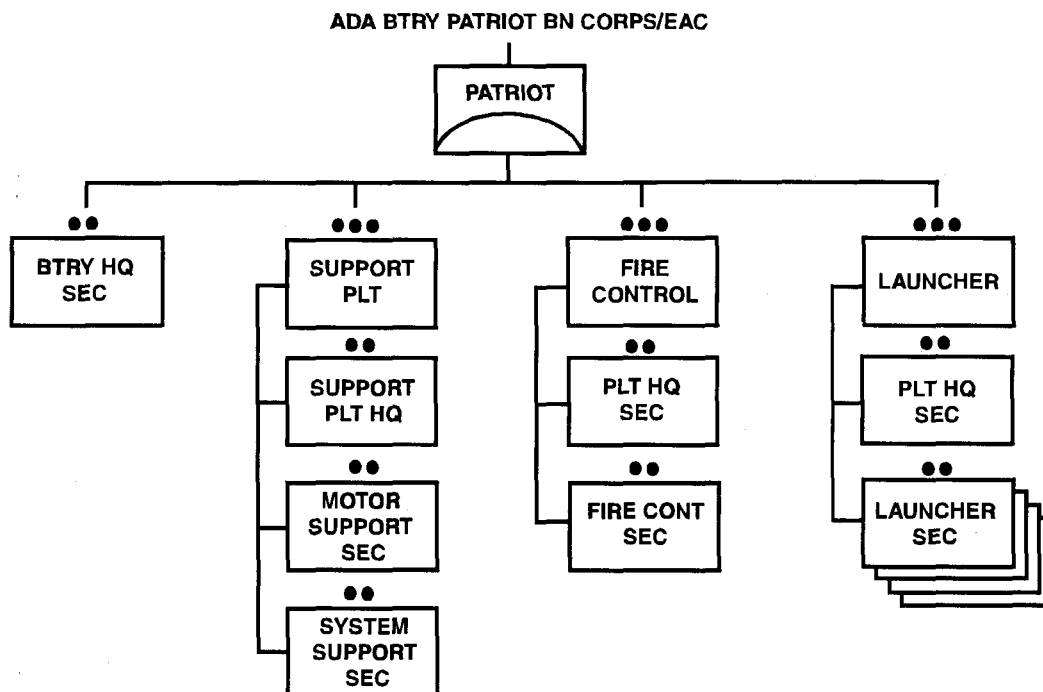 ADA BTRY PATRIOT BN CORPS/EAC
PATRIOT
BTRY HQ
SEC
SUPPORT
PLT
FIRE
CONTROL
LAUNCHER
SUPPORT
PLT HQ
PLT HQ
SEC
PLT HQ
SEC
MOTOR
SUPPORT
SEC
FIRE CONT
SEC
LAUNCHER
SEC
SYSTEM
SUPPORT
SEC